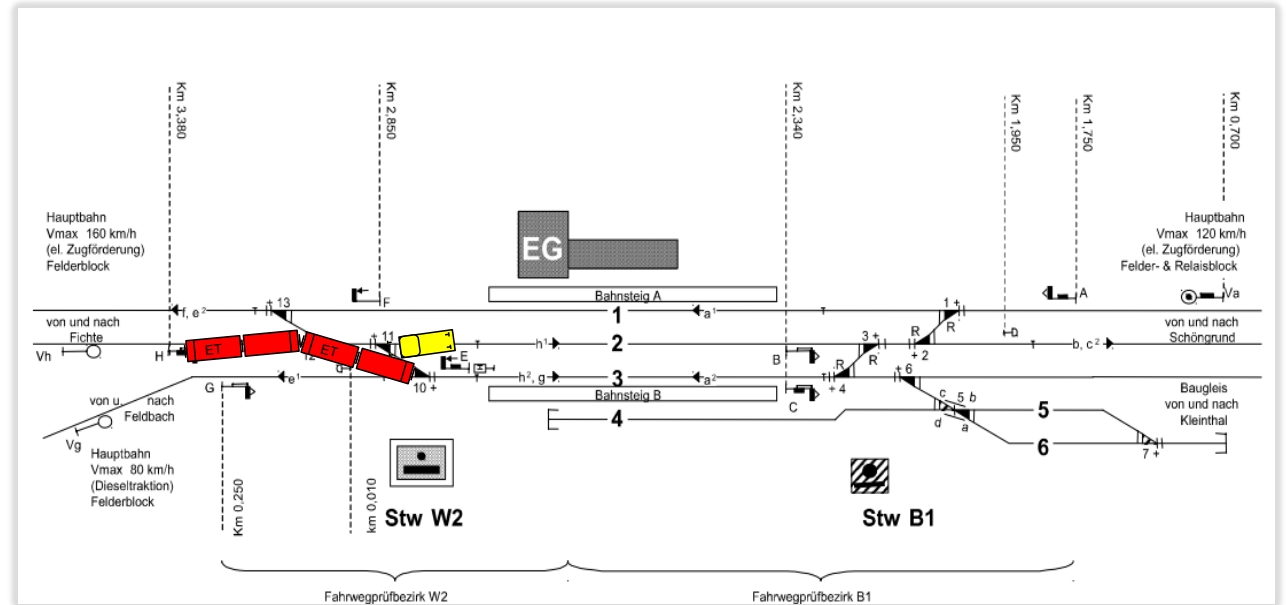 Km 3,380
Km 2,850
Km 2,340
Km 1,950
Km 1,750
Km 0,700
Hauptbahn
Vmax 160 km/h
(el. Zugförderung)
Felderblock
EG
Hauptbahn
Vmax 120 km/h
(el. Zugförderung)
Felder- & Relaisblock
F
Bahnsteig A
A
Va
f, e²
+ 13
1
a¹
1 +
von und nach
Fichte
Vh
H
ET
ET
+ 11
h¹
2
B
3 +
R
R
R
R
+ 2
b, c²
von und nach
Schöngrund
E
e¹
10 +
h², g
3
a²
+ 4
+ 6
G
Bahnsteig B
C
von u. nach
Feldbach
Vg
4
c
5
b
d
a
5
6
7 +
Baugleis
von und nach
Kleinthal
Hauptbahn
Vmax 80 km/h
(Dieseltraktion)
Felderblock
Km 0,250
km 0,010
Stw W2
Stw B1
Fahrwegprüfbezirk W2
Fahrwegprüfbezirk B1